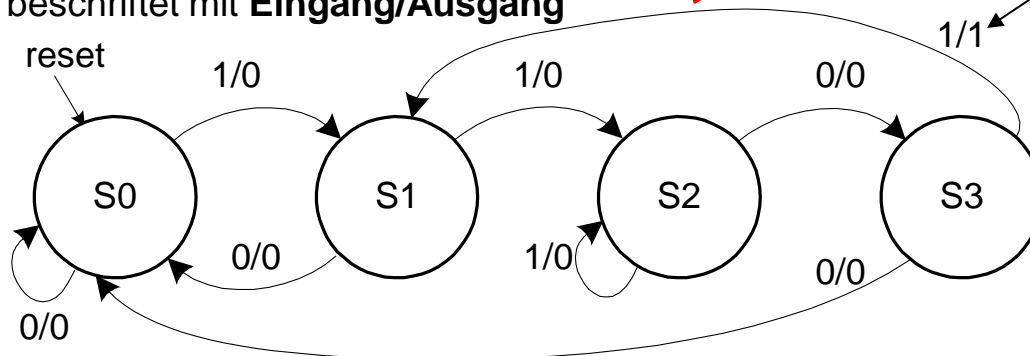 beschriftet mit Eingang/Ausgang
1/1
reset
1/0
1/0
0/0
S0
S1
S2
S3
0/0
1/0
0/0
0/0